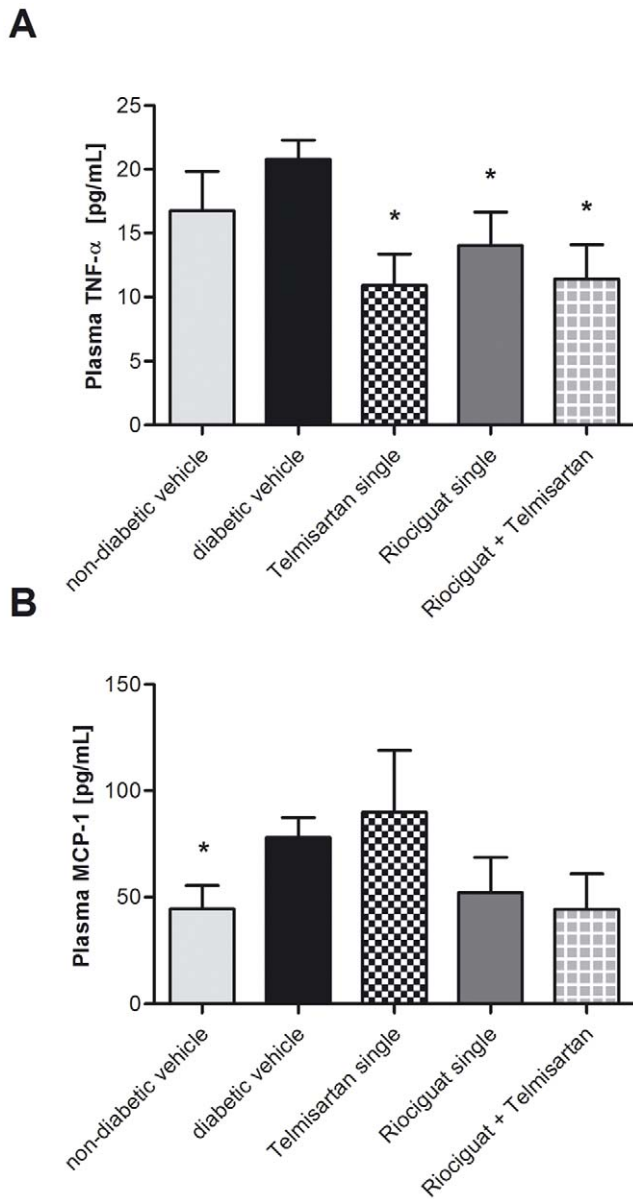 A
Plasma TNF-α [pg/mL]
25
20
15
10
5
0
*
*
*
non-diabetic vehicle
diabetic vehicle
Telmisartan single
Riociguat single
Riociguat + Telmisartan
B
Plasma MCP-1 [pg/mL]
150
100
50
0
*
non-diabetic vehicle
diabetic vehicle
Telmisartan single
Riociguat single
Riociguat + Telmisartan